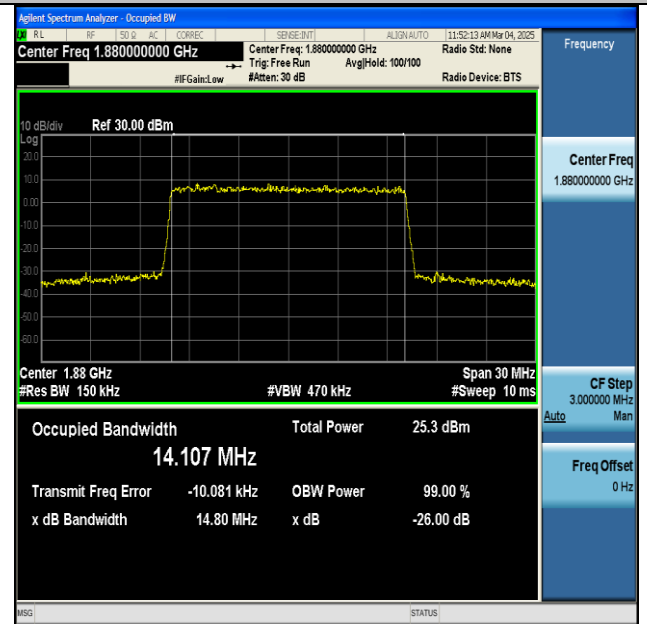 Agilent Spectrum Analyzer - Occupied BW
RL RF 50 Ω AC CORREC SENSE:INT ALIGN AUTO 11:52:13 AM Mar 04, 2025
Center Freq 1.880000000 GHz
Center Freq: 1.880000000 GHz Radio Std: None
Trig: Free Run Avg|Hold: 100/100
#IFGain:Low #Atten: 30 dB Radio Device: BTS
10 dB/div Ref 30.00 dBm
Log
20.0
10.0
0.00
-10.0
-20.0
-30.0
-40.0
-50.0
-60.0
Center 1.88 GHz Span 30 MHz
#Res BW 150 kHz #VBW 470 kHz #Sweep 10 ms
Occupied Bandwidth Total Power 25.3 dBm
14.107 MHz
Transmit Freq Error -10.081 kHz OBW Power 99.00 %
x dB Bandwidth 14.80 MHz x dB -26.00 dB
MSG STATUS
Frequency
Center Freq
1.880000000 GHz
CF Step
3.000000 MHz
Auto Man
Freq Offset
0 Hz